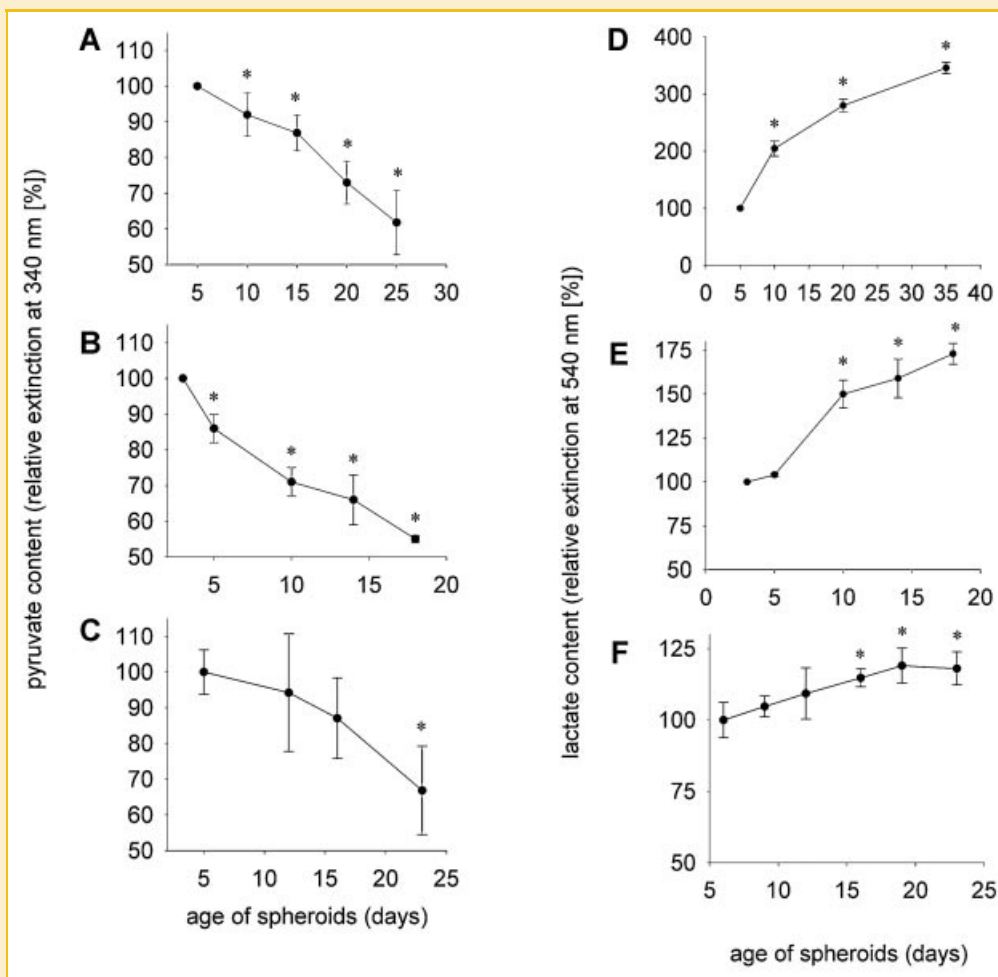 A
110
100
90
80
70
60
50
* * * *
5 10 15 20 25 30
B
110
100
90
80
70
60
50
* * * *
5 10 15 20
C
110
100
90
80
70
60
50
*
5 10 15 20 25
age of spheroids (days)
pyruvate content (relative extinction at 340 nm [%])
D
400
300
200
100
0
* * *
0 5 10 15 20 25 30 35 40
E
175
150
125
100
75
50
* * *
0 5 10 15 20
F
125
100
75
50
* * *
5 10 15 20 25
age of spheroids (days)
lactate content (relative extinction at 540 nm [%])